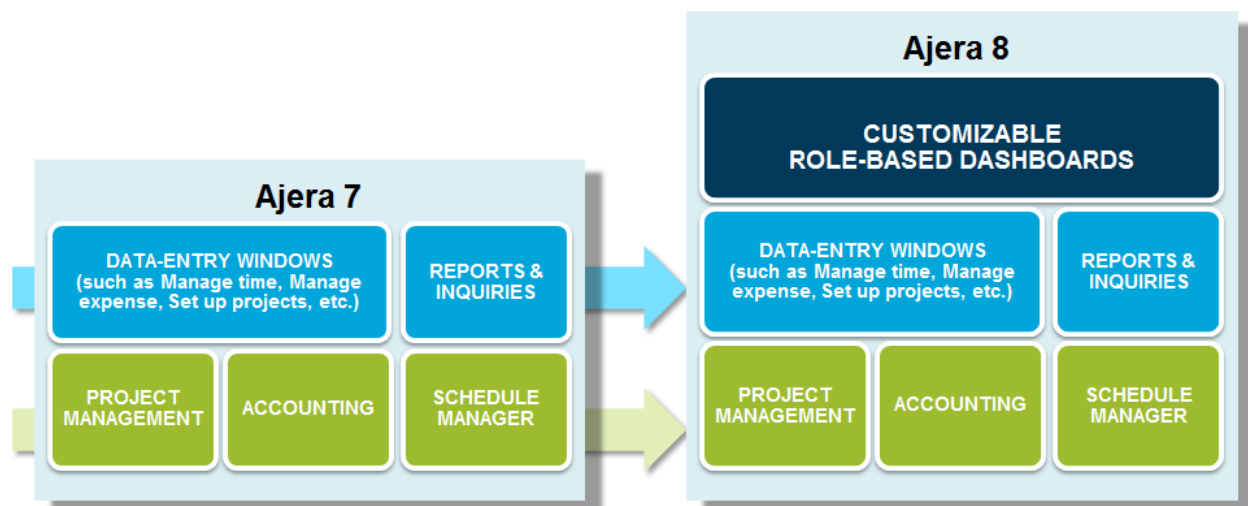 Ajera 7
DATA-ENTRY WINDOWS
(such as Manage time, Manage
expense, Set up projects, etc.)
REPORTS &
INQUIRIES
PROJECT
MANAGEMENT
ACCOUNTING
SCHEDULE
MANAGER
Ajera 8
CUSTOMIZABLE
ROLE-BASED DASHBOARDS
DATA-ENTRY WINDOWS
(such as Manage time, Manage
expense, Set up projects, etc.)
REPORTS &
INQUIRIES
PROJECT
MANAGEMENT
ACCOUNTING
SCHEDULE
MANAGER